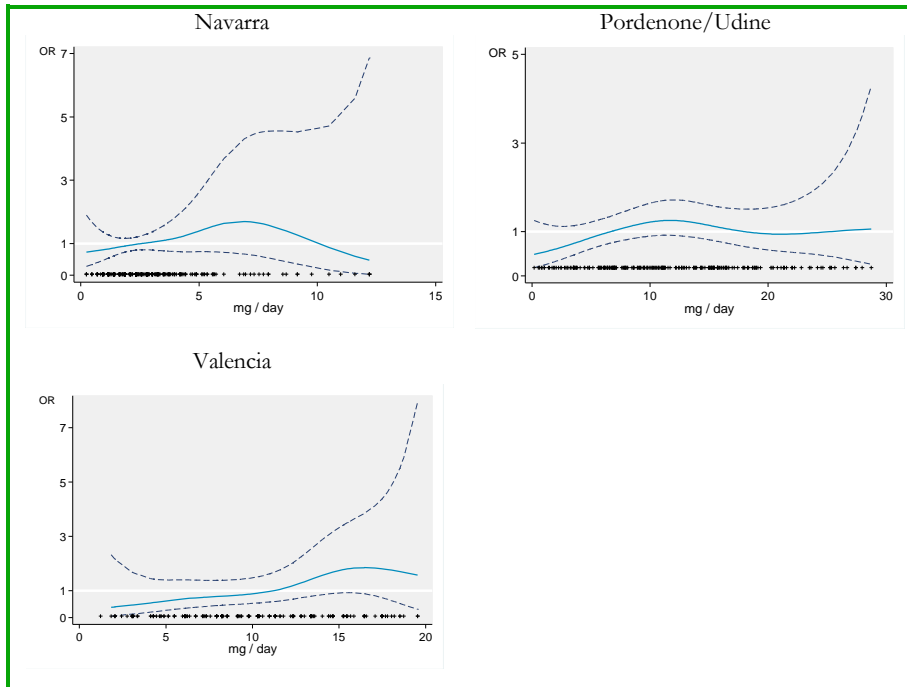 Navarra
OR 7
5
3
1
0
0 5 10 15
mg / day
Pordenone/Udine
OR 5
3
1
0
0 10 20 30
mg / day
Valencia
OR
7
5
3
1
0
0 5 10 15 20
mg / day